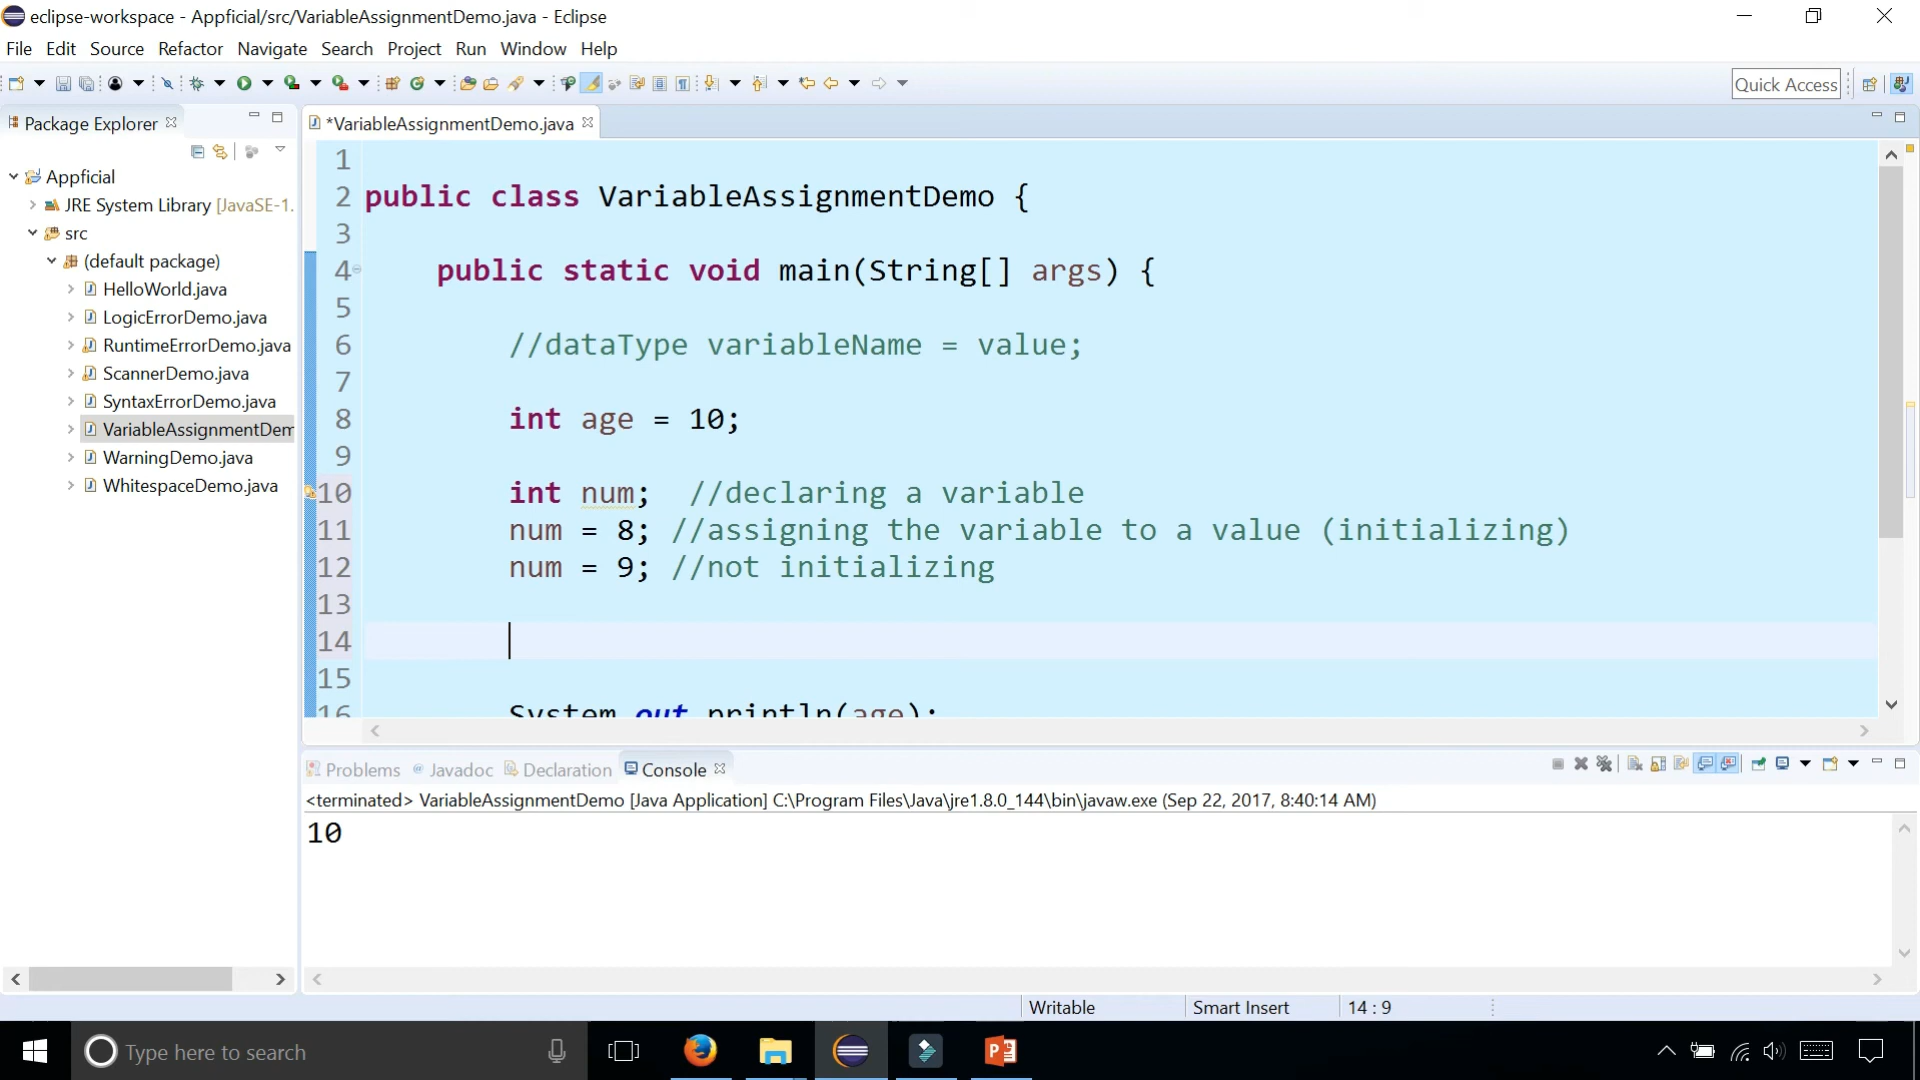 eclipse-workspace - Appficial/src/VariableAssignmentDemo.java - Eclipse
File Edit Source Refactor Navigate Search Project Run Window Help
Quick Access
Package Explorer
*VariableAssignmentDemo.java
Appficial
JRE System Library [JavaSE-1.
src
(default package)
HelloWorld.java
LogicErrorDemo.java
RuntimeErrorDemo.java
ScannerDemo.java
SyntaxErrorDemo.java
VariableAssignmentDem
WarningDemo.java
WhitespaceDemo.java
1
2 public class VariableAssignmentDemo {
3
4 public static void main(String[] args) {
5
6 //dataType variableName = value;
7
8 int age = 10;
9
10 int num; //declaring a variable
11 num = 8; //assigning the variable to a value (initializing)
12 num = 9; //not initializing
13
14
15
16 System.out.println(age);
Problems Javadoc Declaration Console
<terminated> VariableAssignmentDemo [Java Application] C:\Program Files\Java\jre1.8.0_144\bin\javaw.exe (Sep 22, 2017, 8:40:14 AM)
10
Writable Smart Insert 14 : 9
Type here to search